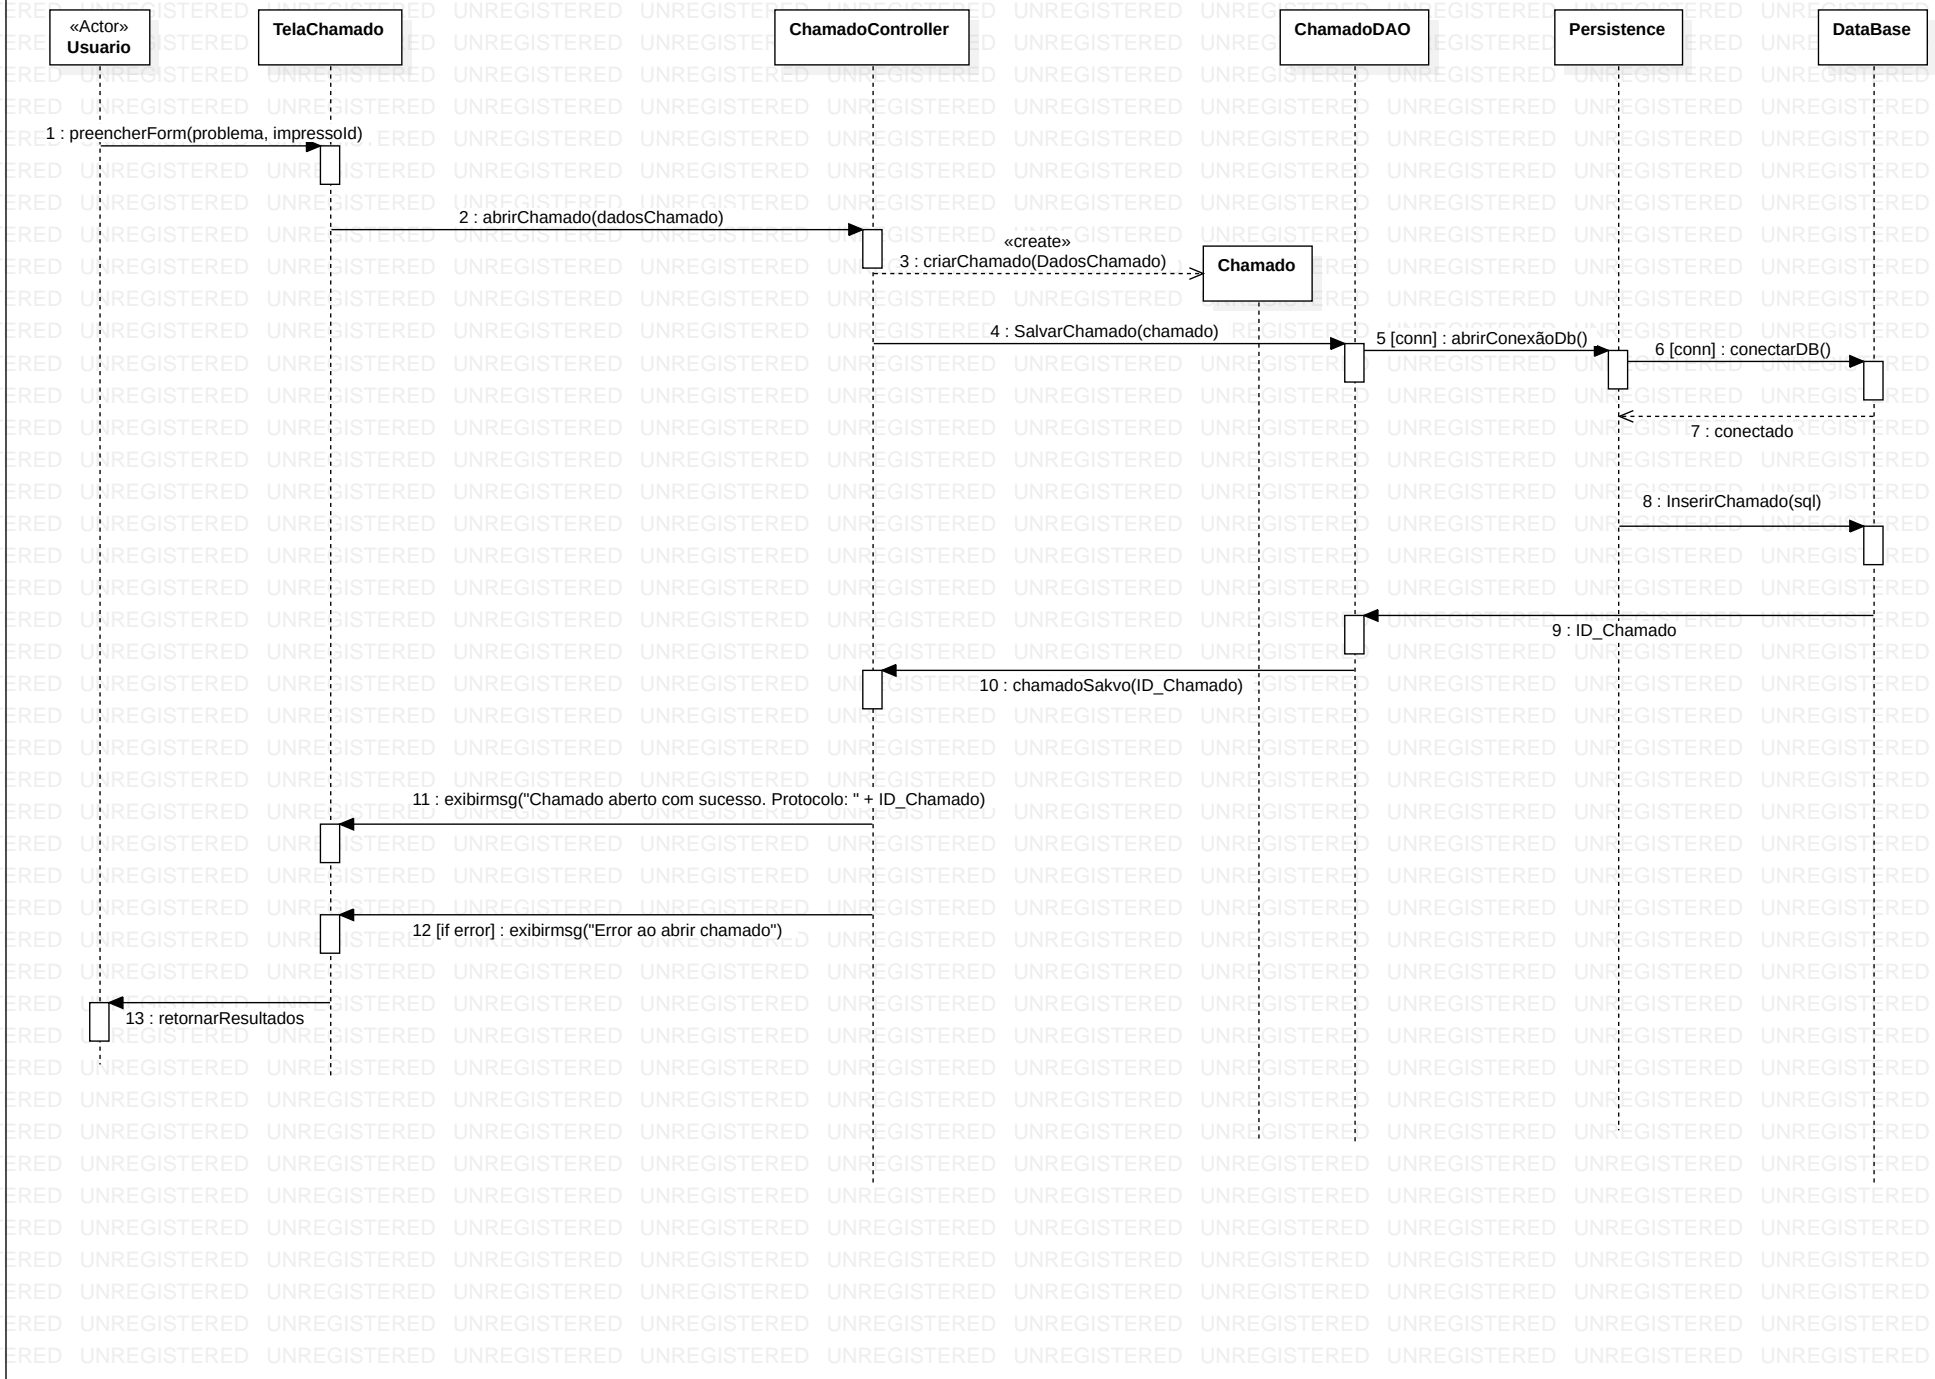 «Actor»
Usuario
TelaChamado
ChamadoController
ChamadoDAO
Persistence
DataBase
1 : preencherForm(problema, impressoId)
2 : abrirChamado(dadosChamado)
«create»
3 : criarChamado(DadosChamado)
Chamado
4 : SalvarChamado(chamado)
5 [conn] : abrirConexãoDb()
6 [conn] : conectarDB()
7 : conectado
8 : InserirChamado(sql)
9 : ID_Chamado
10 : chamadoSakvo(ID_Chamado)
11 : exibirmsg("Chamado aberto com sucesso. Protocolo: " + ID_Chamado)
12 [if error] : exibirmsg("Error ao abrir chamado")
13 : retornarResultados
UNREGISTERED